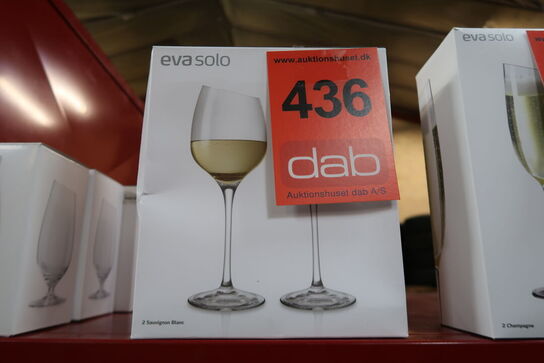 eva solo
www.auktionshuset.dk
436
dab
Auktionshuset dab A/S
2 Sauvignon Blanc
eva solo
2 Champagne